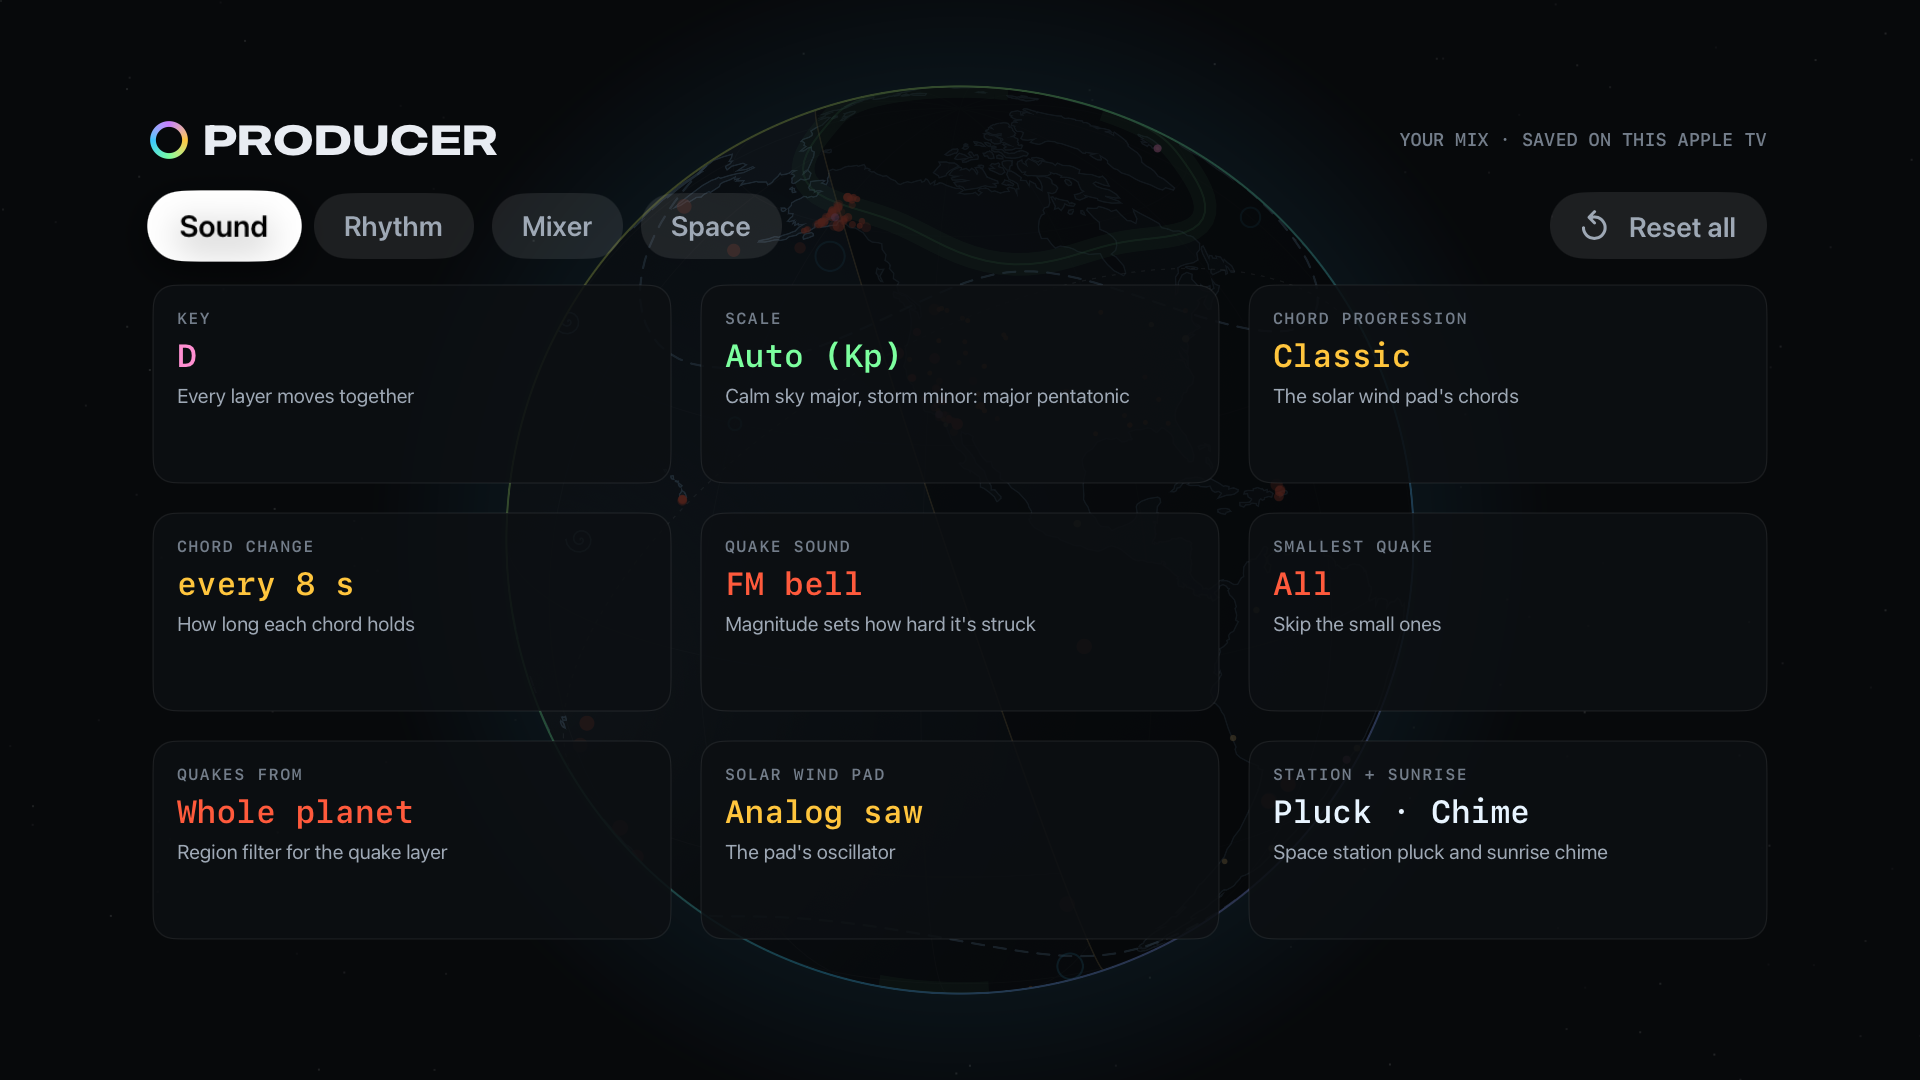 PRODUCER
YOUR MIX · SAVED ON THIS APPLE TV
Sound
Rhythm
Mixer
Space
Reset all
KEY
D
Every layer moves together
SCALE
Auto (Kp)
Calm sky major, storm minor: major pentatonic
CHORD PROGRESSION
Classic
The solar wind pad's chords
CHORD CHANGE
every 8 s
How long each chord holds
QUAKE SOUND
FM bell
Magnitude sets how hard it's struck
SMALLEST QUAKE
All
Skip the small ones
QUAKES FROM
Whole planet
Region filter for the quake layer
SOLAR WIND PAD
Analog saw
The pad's oscillator
STATION + SUNRISE
Pluck · Chime
Space station pluck and sunrise chime